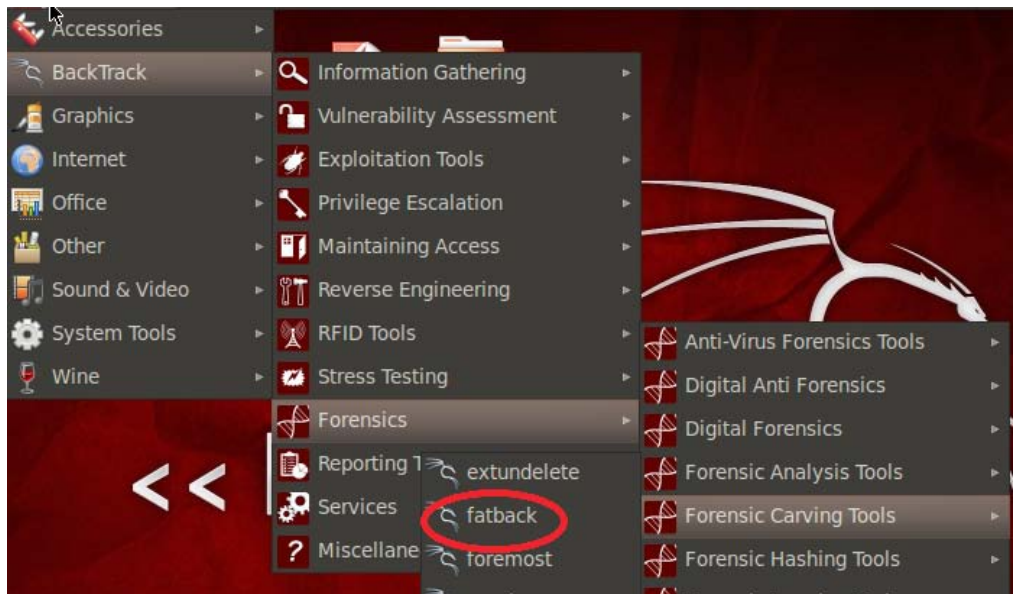 Accessories
BackTrack
Graphics
Internet
Office
Other
Sound & Video
System Tools
Wine
Information Gathering
Vulnerability Assessment
Exploitation Tools
Privilege Escalation
Maintaining Access
Reverse Engineering
RFID Tools
Stress Testing
Forensics
Reporting
Services
Anti-Virus Forensics Tools
Digital Anti Forensics
Digital Forensics
Forensic Analysis Tools
Forensic Carving Tools
Forensic Hashing Tools
extundelete
fatback
foremost
<<